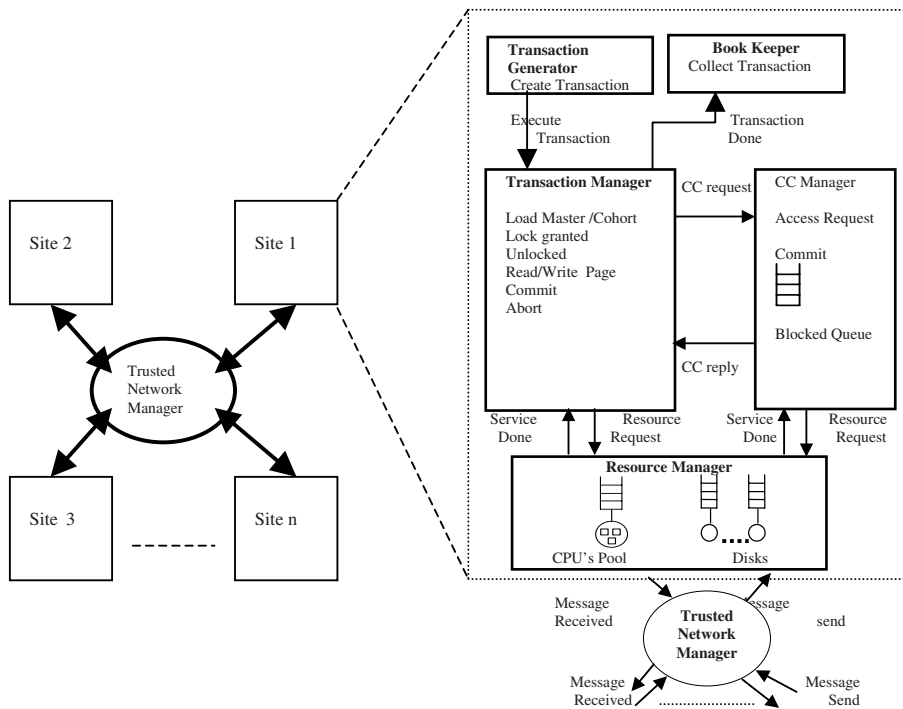 Transaction
Generator
Create Transaction
Book Keeper
Collect Transaction
Execute
Transaction
Transaction
Done
Transaction Manager
Load Master /Cohort
Lock granted
Unlocked
Read/Write Page
Commit
Abort
CC request
CC reply
CC Manager
Access Request
Commit
Blocked Queue
Site 2
Site 1
Trusted
Network
Manager
Site 3
Site n
Service
Done
Resource
Request
Service
Done
Resource
Request
Resource Manager
CPU's Pool
Disks
Message
Received
Trusted
Network
Manager
essage
send
Message
Received
Message
Send